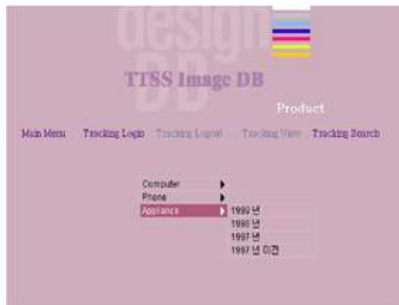 design
DB
TTSS Image DB
Product
Main Menu Tracking Login Tracking Logout Tracking View Tracking Search
Computer
Phone
Appliance 1999 년
1998 년
1997 년
1997 년 이전